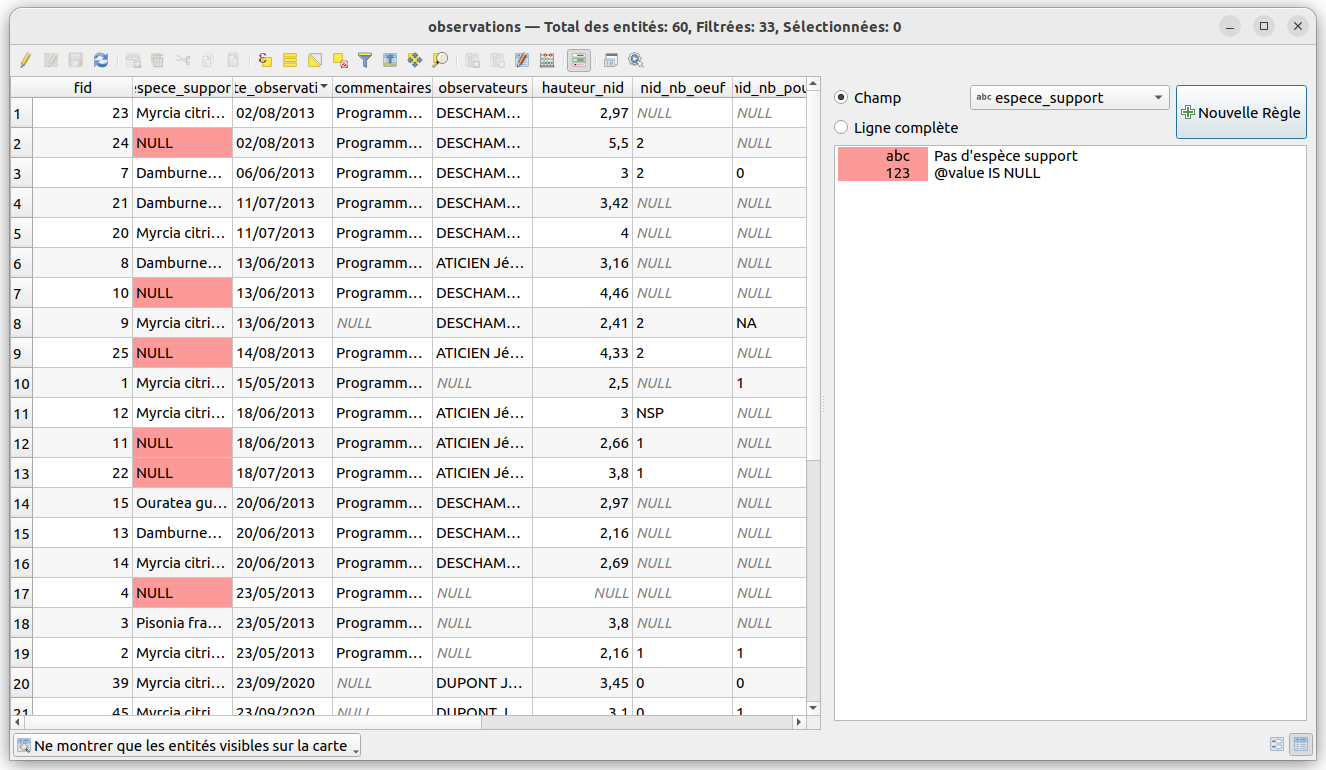 observations — Total des entités: 60, Filtrées: 33, Sélectionnées: 0
fid :spece_support te_observati commentaires observateurs hauteur_nid nid_nb_oeuf nid_nb_pou
1 23 Myrcia citri… 02/08/2013 Programm… DESCHAM… 2,97 NULL NULL
2 24 NULL 02/08/2013 Programm… DESCHAM… 5,5 2 NULL
3 7 Damburne… 06/06/2013 Programm… DESCHAM… 3 2 0
4 21 Damburne… 11/07/2013 Programm… DESCHAM… 3,42 NULL NULL
5 20 Myrcia citri… 11/07/2013 Programm… DESCHAM… 4 NULL NULL
6 8 Damburne… 13/06/2013 Programm… ATICIEN Jé… 3,16 NULL NULL
7 10 NULL 13/06/2013 Programm… DESCHAM… 4,46 NULL NULL
8 9 Myrcia citri… 13/06/2013 NULL DESCHAM… 2,41 2 NA
9 25 NULL 14/08/2013 Programm… ATICIEN Jé… 4,33 2 NULL
10 1 Myrcia citri… 15/05/2013 Programm… NULL 2,5 NULL 1
11 12 Myrcia citri… 18/06/2013 Programm… ATICIEN Jé… 3 NSP NULL
12 11 NULL 18/06/2013 Programm… ATICIEN Jé… 2,66 1 NULL
13 22 NULL 18/07/2013 Programm… ATICIEN Jé… 3,8 1 NULL
14 15 Ouratea gu… 20/06/2013 Programm… DESCHAM… 2,97 NULL NULL
15 13 Damburne… 20/06/2013 Programm… DESCHAM… 2,16 NULL NULL
16 14 Myrcia citri… 20/06/2013 Programm… DESCHAM… 2,69 NULL NULL
17 4 NULL 23/05/2013 Programm… NULL NULL NULL NULL
18 3 Pisonia fra… 23/05/2013 Programm… NULL 3,8 NULL NULL
19 2 Myrcia citri… 23/05/2013 Programm… NULL 2,16 1 1
20 39 Myrcia citri… 23/09/2020 NULL DUPONT J… 3,45 0 0
21 45 Myrcia citri… 23/09/2020 NULL DUPONT J… 3,1 0 1
Ne montrer que les entités visibles sur la carte
Champ abc espece_support
Nouvelle Règle
Ligne complète
abc Pas d'espèce support
123 @value IS NULL